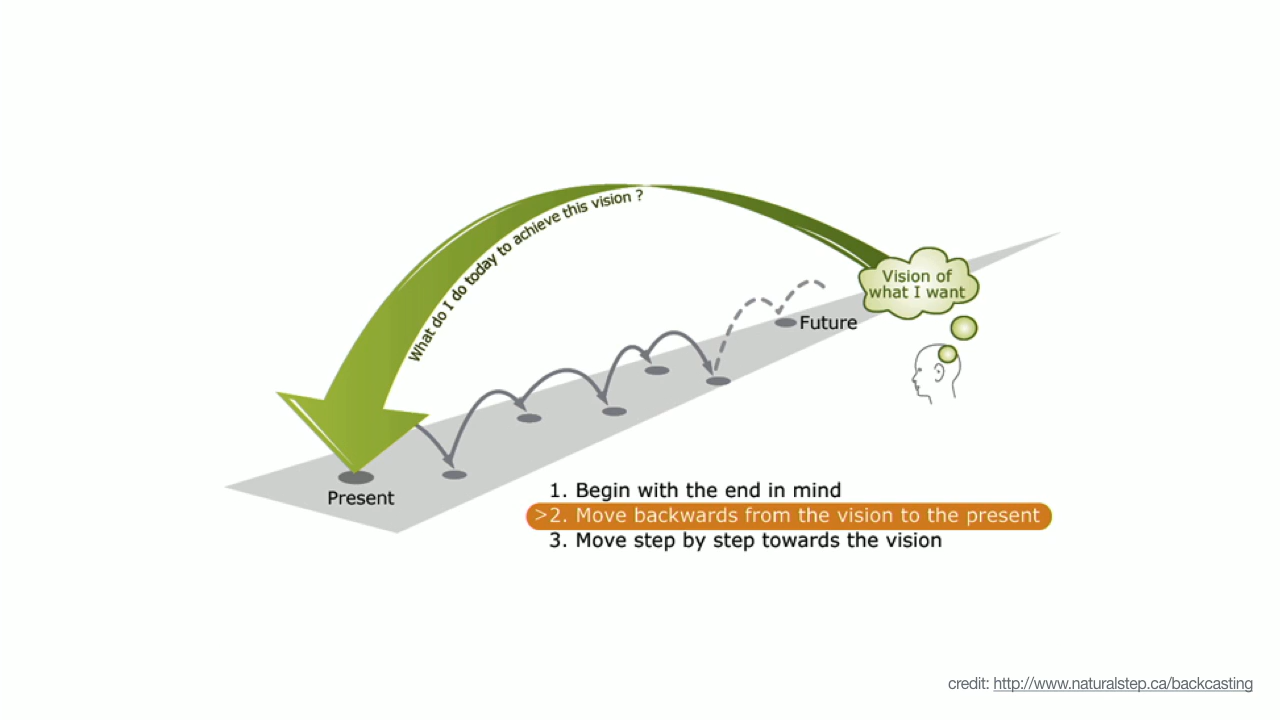 What do I do today to achieve this vision ?
Vision of
what I want
Future
Present
1. Begin with the end in mind
>2. Move backwards from the vision to the present
3. Move step by step towards the vision
credit: http://www.naturalstep.ca/backcasting